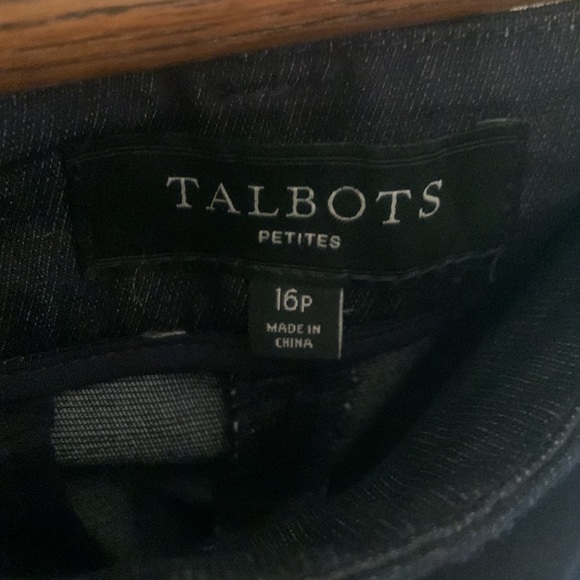 TALBOTS
PETITES
16P
MADE IN
CHINA